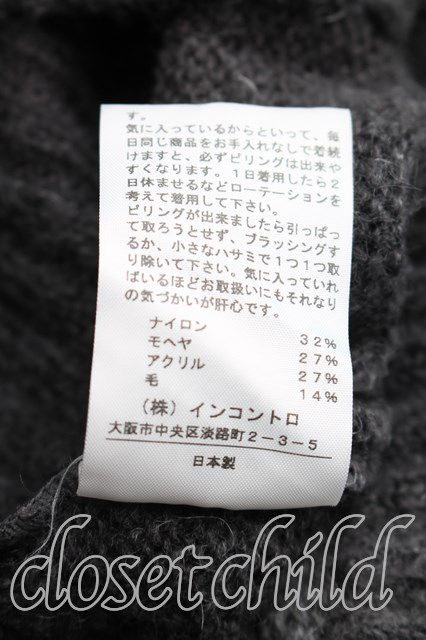 す。
気に入っているからといって、毎
日同じ商品をお手入れなしで着続
けますと、必ずピリングは出来や
すくなります。1日着用したら2
日休ませるなどローテーションを
考えて着用して下さい。
ピリングが出来ましたら引っぱっ
て取ろうとせず、ブラッシングす
るか、小さなハサミで1つ1つ取
り除いて下さい。気に入っていれ
ばいるほどお取扱いにもそれなり
の気づかいが肝心です。
ナイロン 32%
モヘヤ 27%
アクリル 27%
毛 14%
(株)インコントロ
大阪市中央区淡路町2-3-5
日本製
closet child